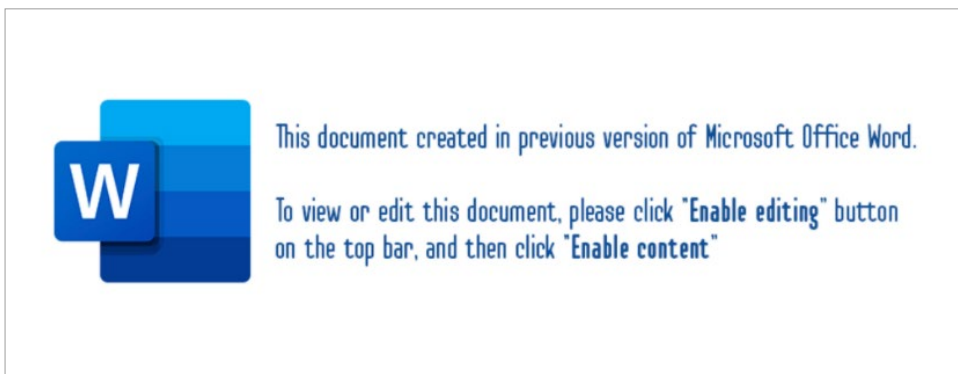 W
This document created in previous version of Microsoft Office Word.
To view or edit this document, please click "Enable editing" button
on the top bar, and then click "Enable content"